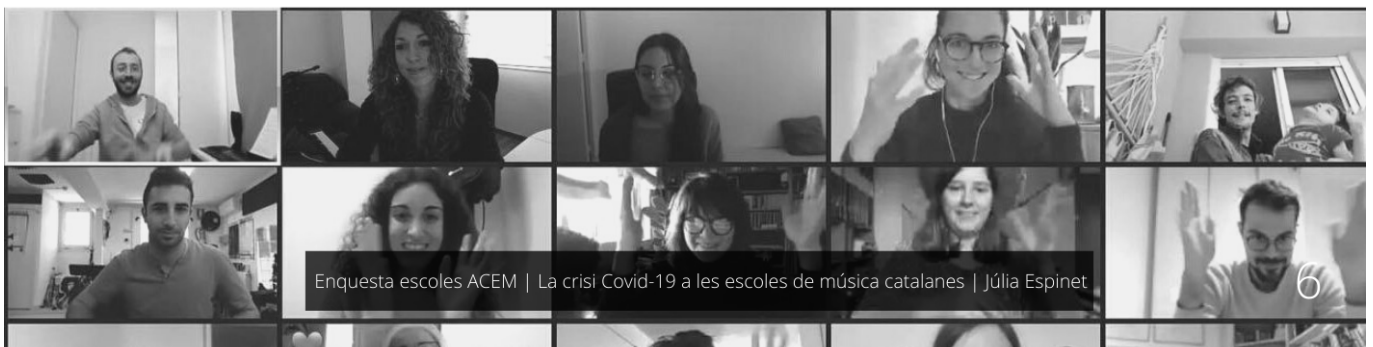 Enquesta escoles ACEM | La crisi Covid-19 a les escoles de música catalanes | Júlia Espinet
6